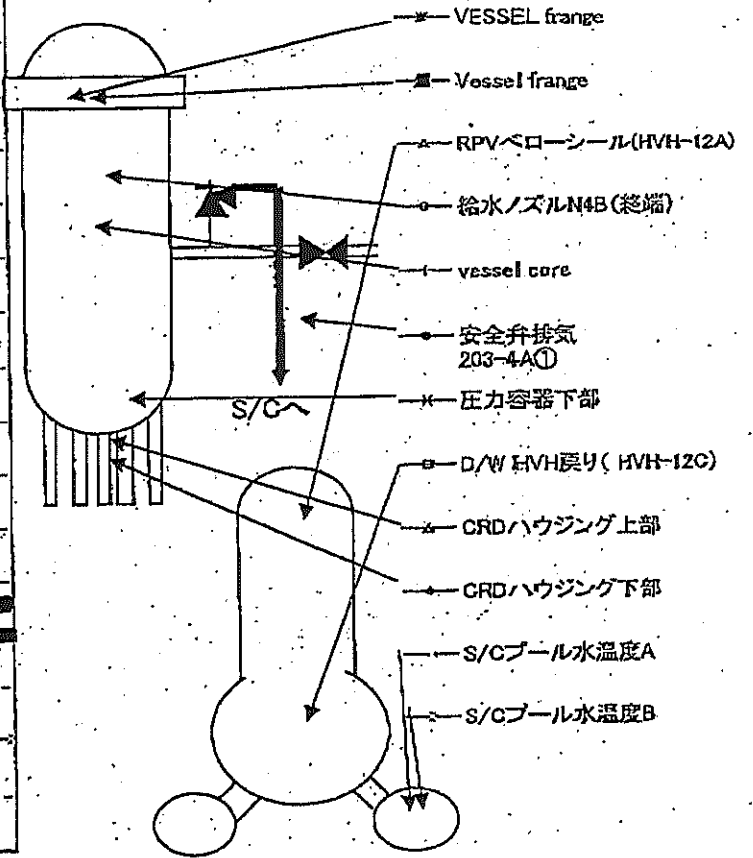 VESSEL frange
Vessel frange
RPVベローシール(HVH-12A)
給水ノズルN4B(終端)
vessel core
安全弁排気
203-4A①
S/Cへ
圧力容器下部
D/W HVH戻り( HVH-12C)
CRDハウジング上部
CRDハウジング下部
S/Cプール水温度A
S/Cプール水温度B